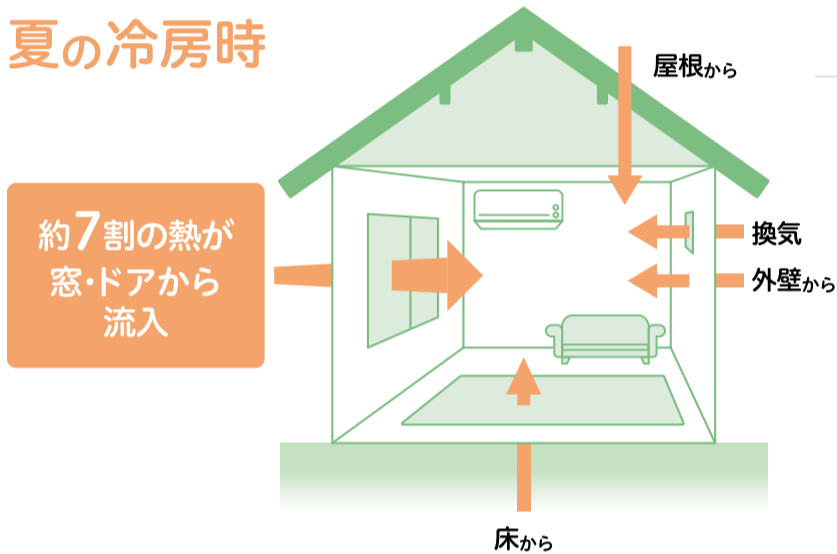 夏の冷房時
屋根から
約7割の熱が
窓・ドアから
流入
換気
外壁から
床から